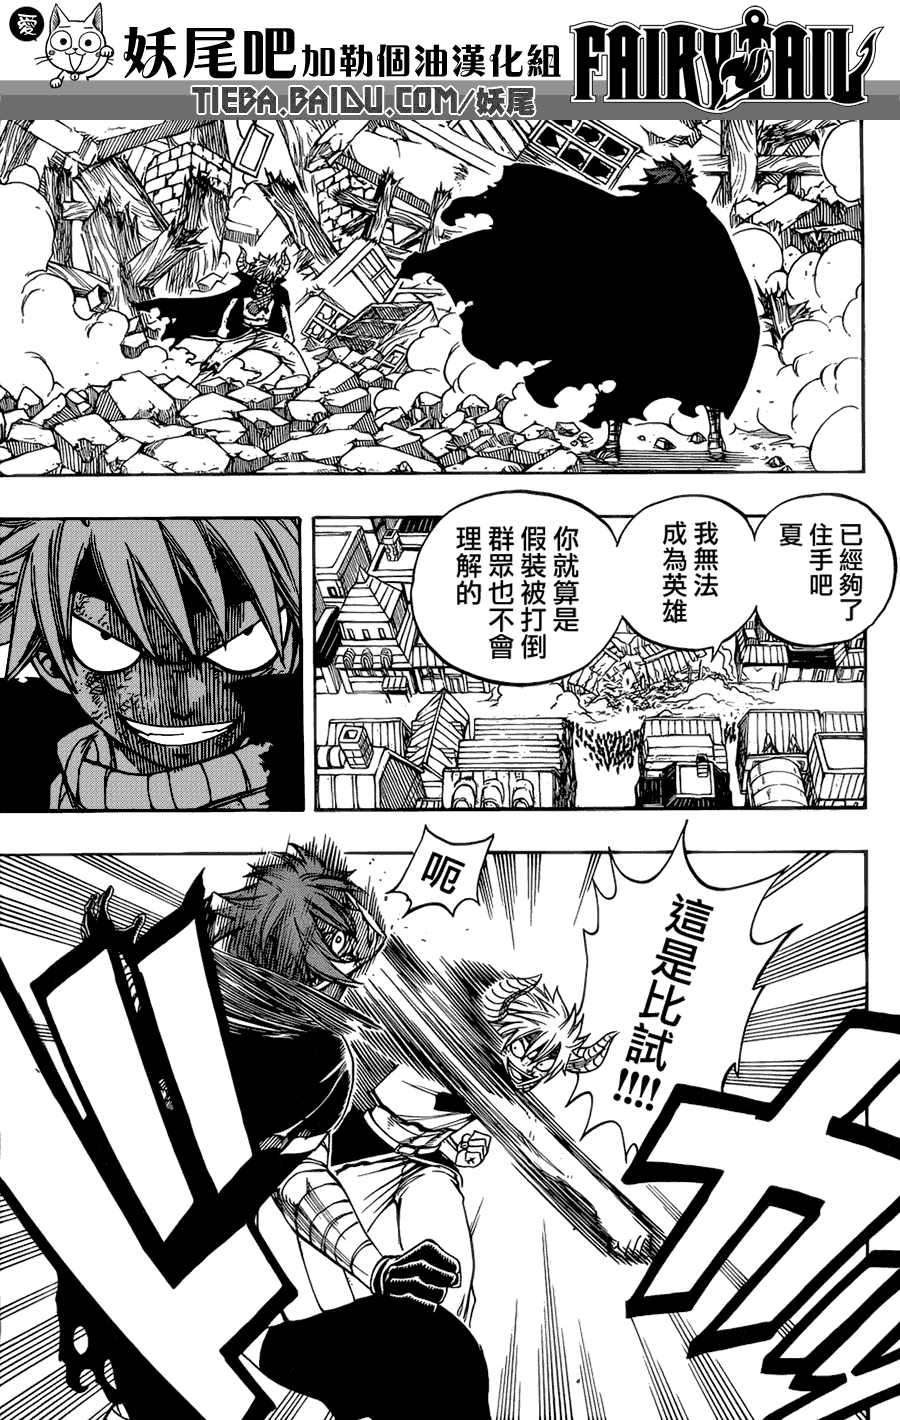 愛
妖尾吧 加勒個油漢化組
TIEBA.BAIDU.COM/妖尾
FAIRY TAIL
已經夠了
住手吧
夏
我無法
成為英雄
你就算是
假裝被打倒
群眾也不會
理解的
呃
這是比試!!!!